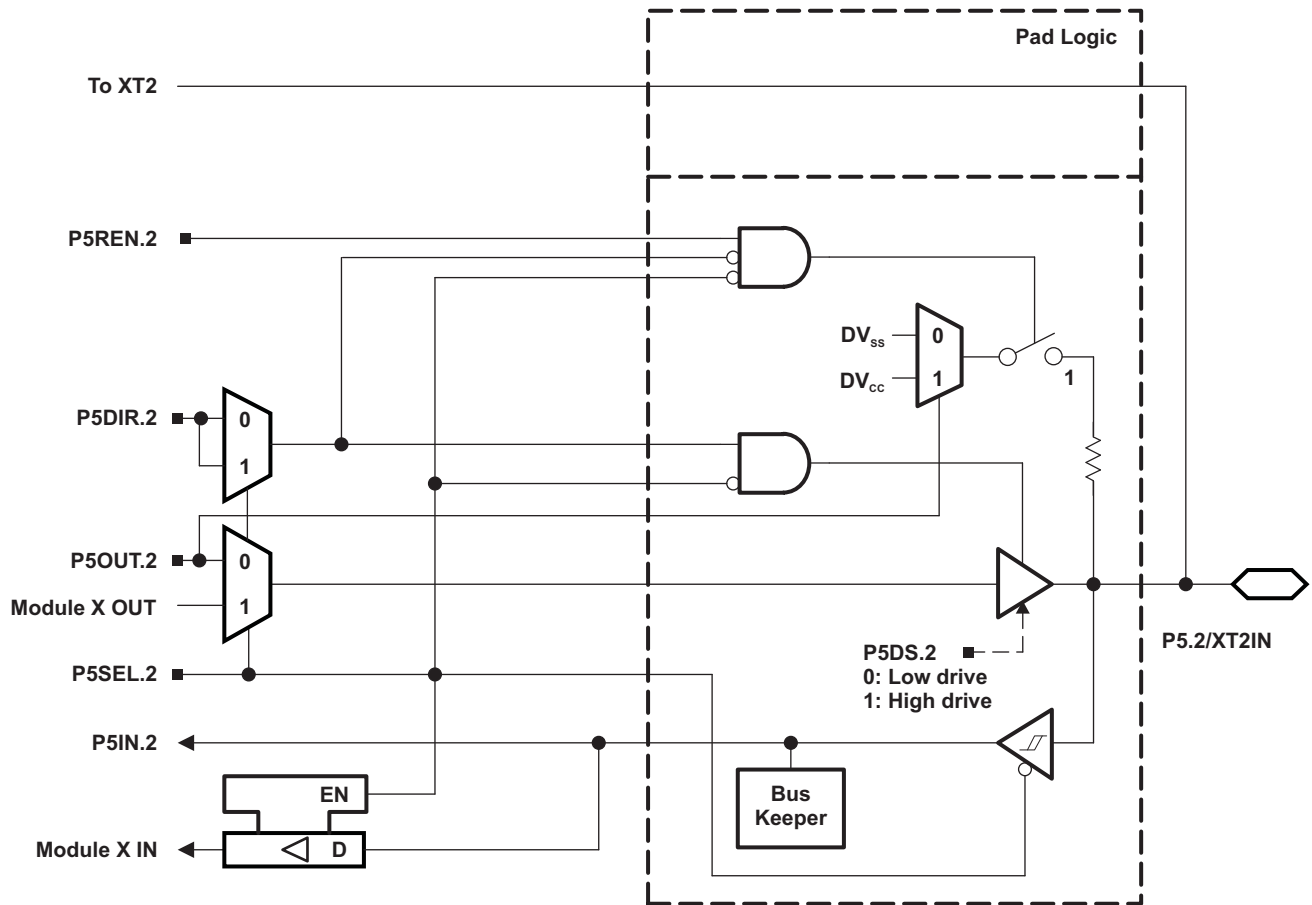 Pad Logic
To XT2
P5REN.2
DVSS
0
DVCC
1
1
P5DIR.2
0
1
P5OUT.2
0
Module X OUT
1
P5SEL.2
P5DS.2
0: Low drive
1: High drive
P5.2/XT2IN
P5IN.2
EN
Bus
Keeper
Module X IN
D